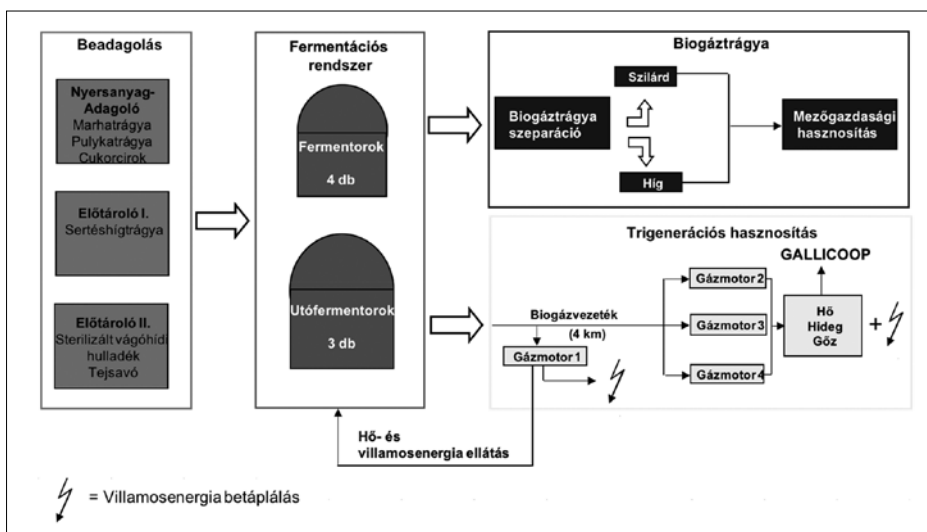 Beadagolás
Nyersanyag-
Adagoló
Marhatrágya
Pulykatrágya
Cukorcirok
Előtároló I.
Sertéshígtrágya
Előtároló II.
Sterilizált vágóhídi
hulladék
Tejsavó
Fermentációs
rendszer
Fermentorok
4 db
Utófermentorok
3 db
Biogáztrágya
Biogáztrágya
szeparáció
Szilárd
Híg
Mezőgazdasági
hasznosítás
Trigenerációs hasznosítás
GALLICOOP
Biogázvezeték
(4 km)
Gázmotor 1
Gázmotor 2
Gázmotor 3
Gázmotor 4
Hő
Hideg
Gőz
+
Hő- és
villamosenergia ellátás
= Villamosenergia betáplálás